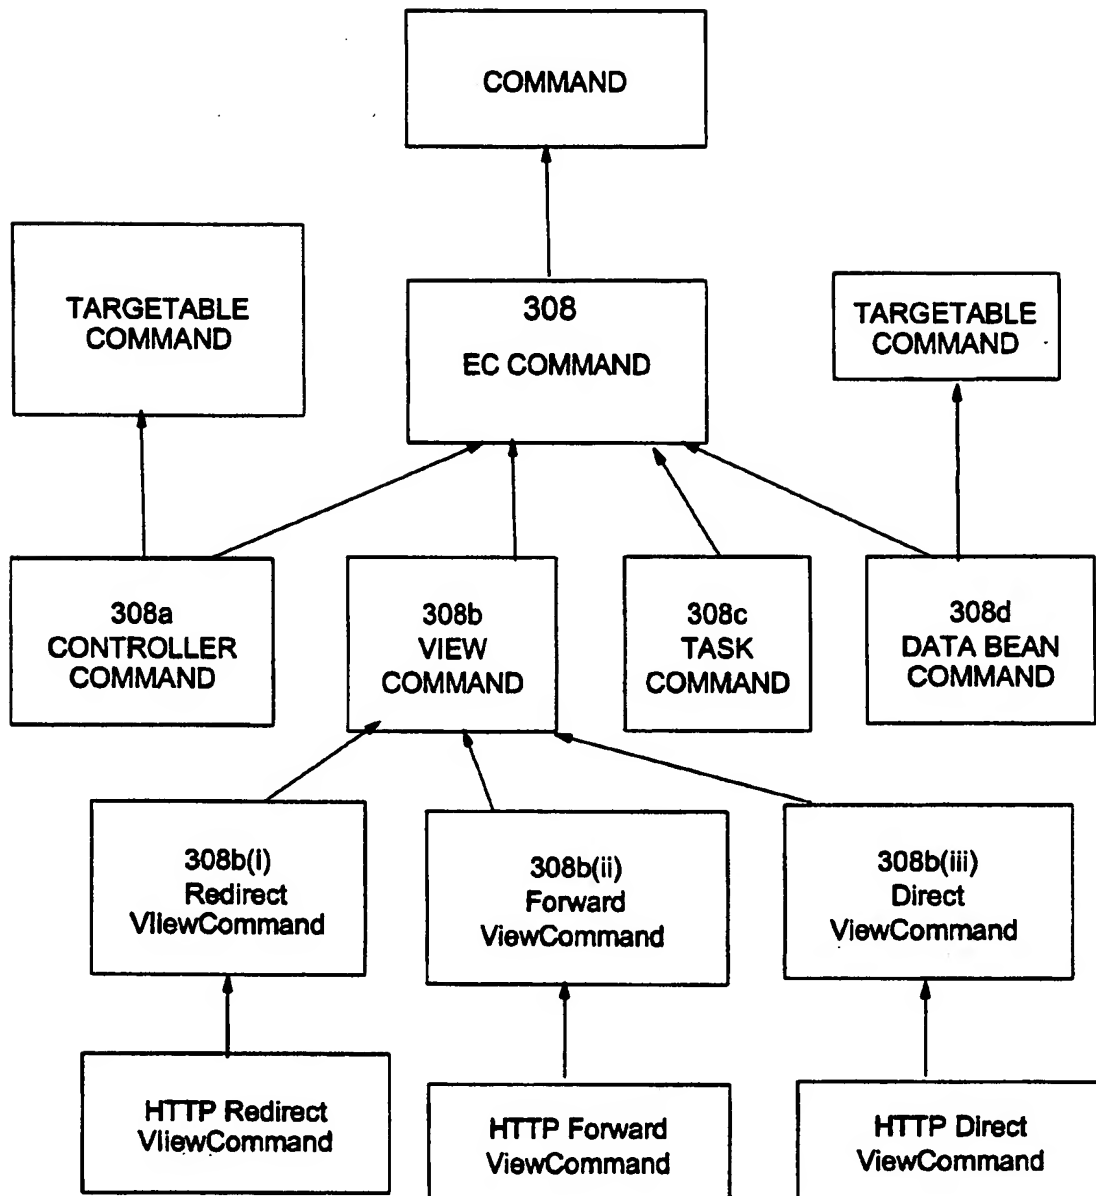 COMMAND
TARGETABLE
COMMAND
308
EC COMMAND
TARGETABLE
COMMAND
308a
CONTROLLER
COMMAND
308b
VIEW
COMMAND
308c
TASK
COMMAND
308d
DATA BEAN
COMMAND
308b(i)
Redirect
VIiewCommand
308b(ii)
Forward
ViewCommand
308b(iii)
Direct
ViewCommand
HTTP Redirect
VIiewCommand
HTTP Forward
ViewCommand
HTTP Direct
ViewCommand